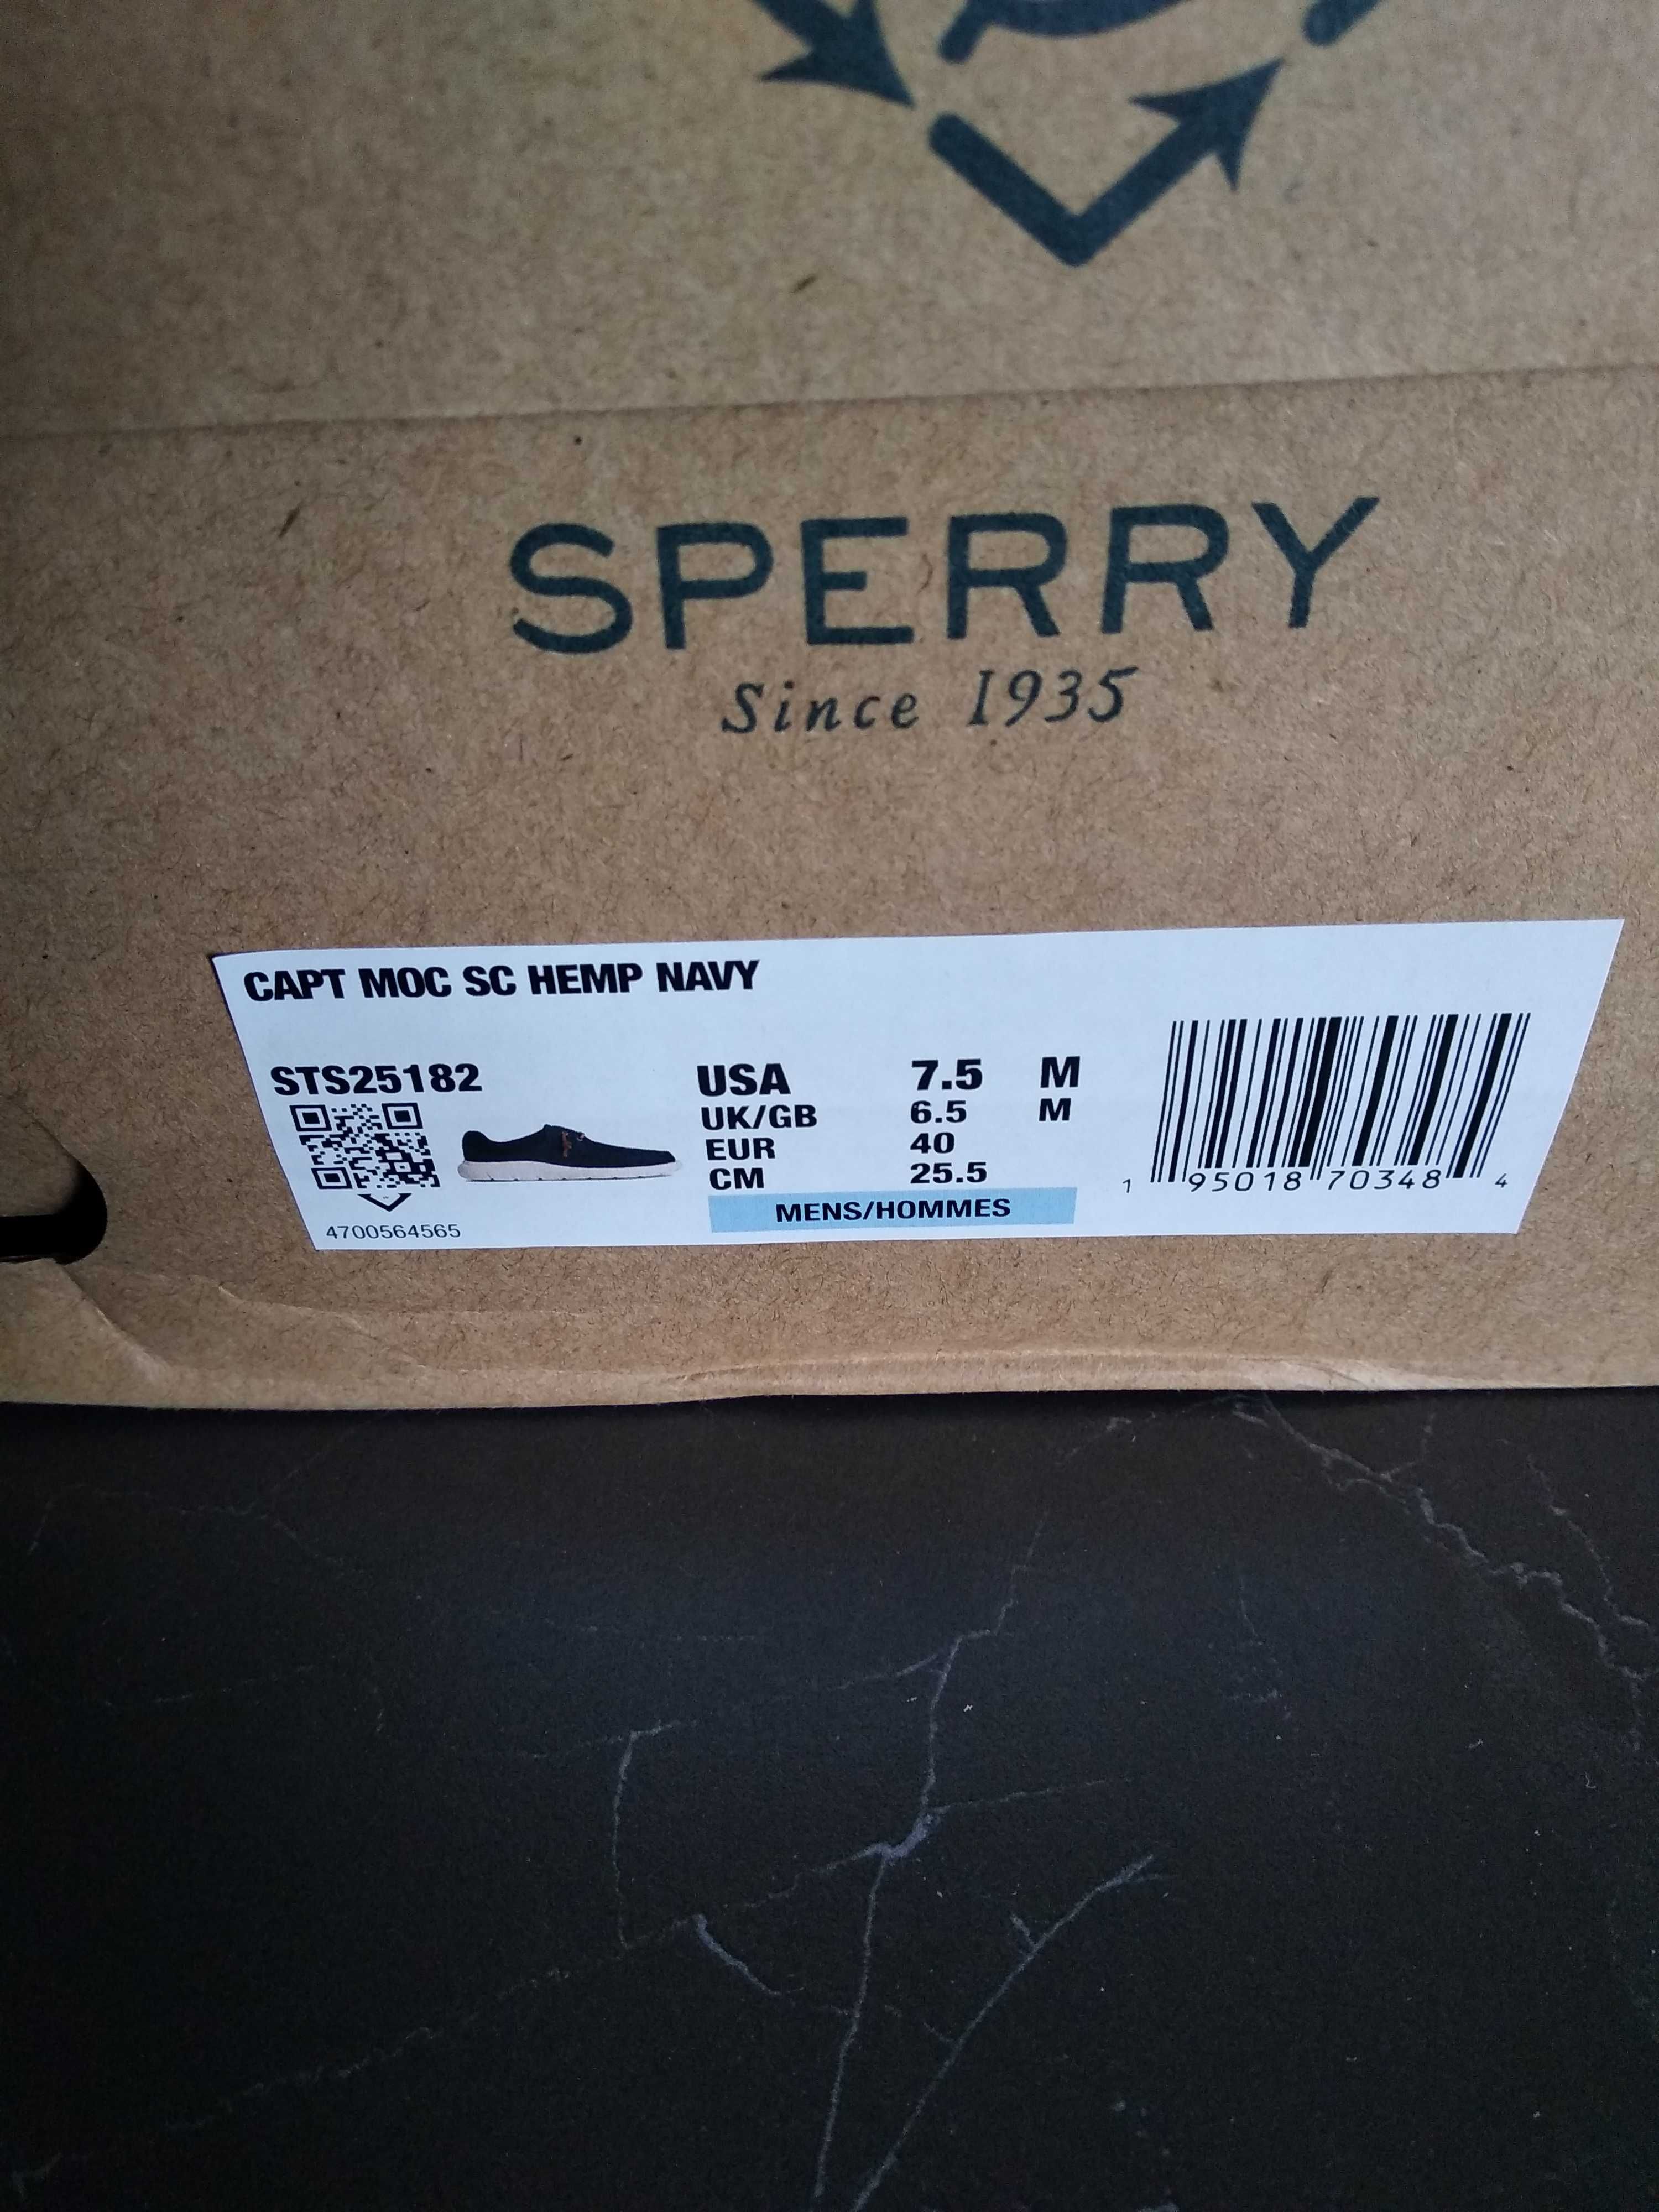 SPERRY
Since 1935
CAPT MOC SC HEMP NAVY
STS25182
USA 7.5 M
UK/GB 6.5 M
EUR 40
CM 25.5
MENS/HOMMES
4700564565
1 95018 70348 4